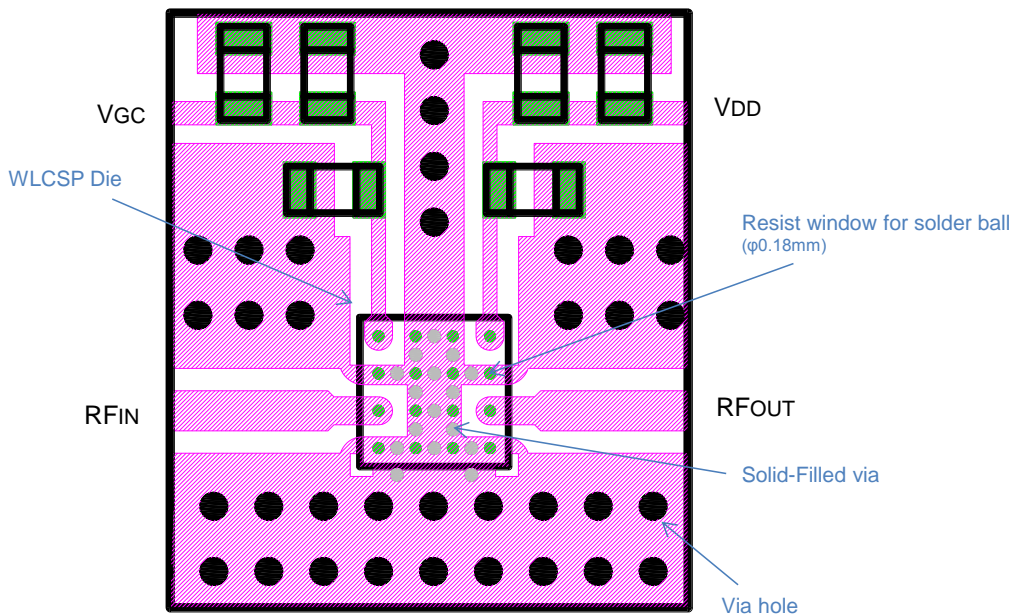 VGC
VDD
WLCSP Die
Resist window for solder ball
(φ0.18mm)
RFIN
RFOUT
Solid-Filled via
Via hole